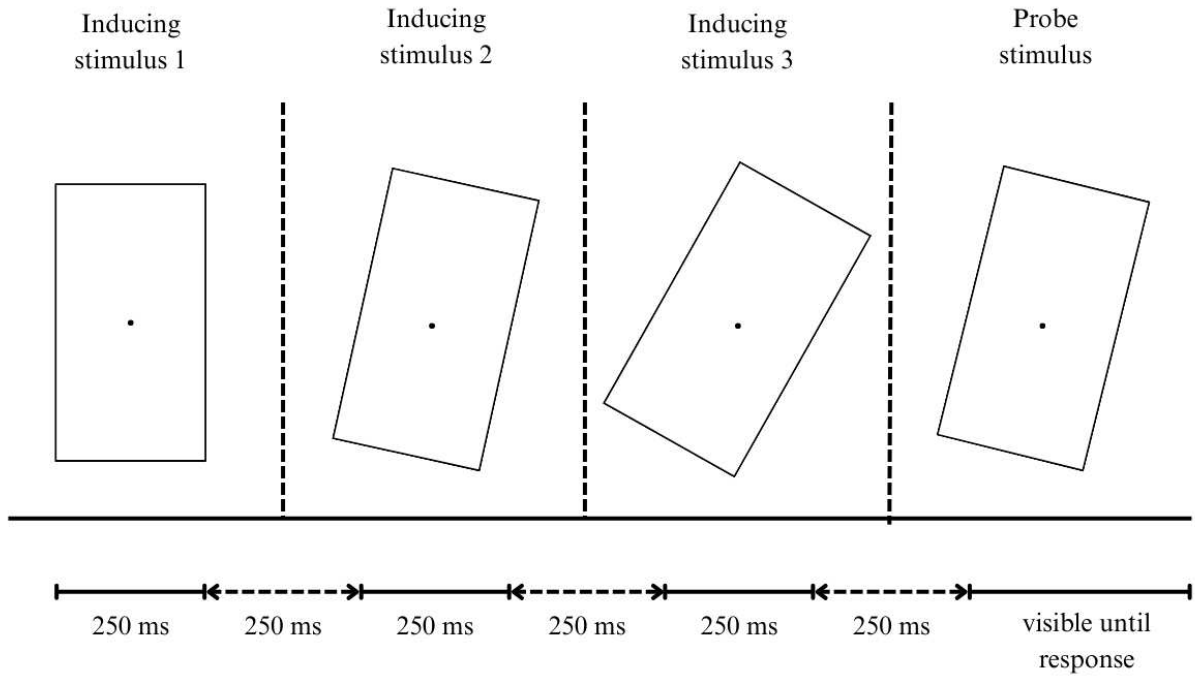 Inducing
stimulus 1
Inducing
stimulus 2
Inducing
stimulus 3
Probe
stimulus
250 ms
250 ms
250 ms
250 ms
250 ms
250 ms
visible until
response